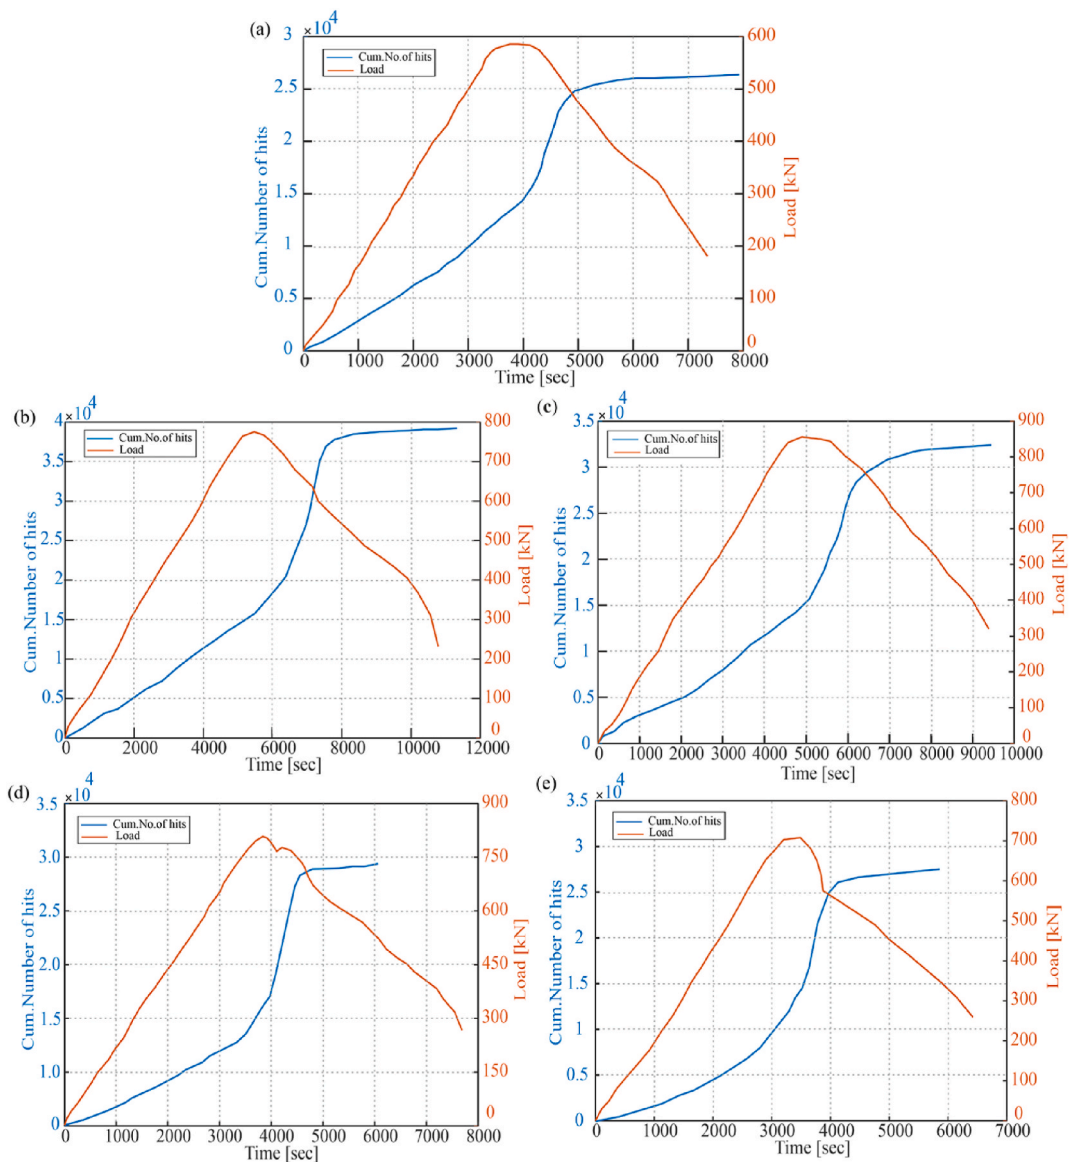 (a)
×10^4
3
2.5
2
1.5
1
0.5
0
Cum.Number of hits
Cum.No.of hits
Load
600
500
400
300
200
100
0
Load [kN]
0 1000 2000 3000 4000 5000 6000 7000 8000
Time [sec]
(b)
×10^4
4
3.5
3
2.5
2
1.5
1
0.5
0
Cum.Number of hits
Cum.No.of hits
Load
800
700
600
500
400
300
200
100
0
Load [kN]
0 2000 4000 6000 8000 10000 12000
Time [sec]
(c)
×10^4
3.5
3
2.5
2
1.5
1
0.5
0
Cum.Number of hits
Cum.No.of hits
Load
900
800
700
600
500
400
300
200
100
0
Load [kN]
0 1000 2000 3000 4000 5000 6000 7000 8000 9000 10000
Time [sec]
(d)
×10^4
3.5
3.0
2.5
2.0
1.5
1.0
0
Cum.Number of hits
Cum.No.of hits
Load
900
750
600
450
300
150
0
Load [kN]
0 1000 2000 3000 4000 5000 6000 7000 8000
Time [sec]
(e)
×10^4
3.5
3
2.5
2
1.5
1
0.5
0
Cum.Number of hits
Cum.No.of hits
Load
800
700
600
500
400
300
200
100
0
Load [kN]
0 1000 2000 3000 4000 5000 6000 7000
Time [sec]